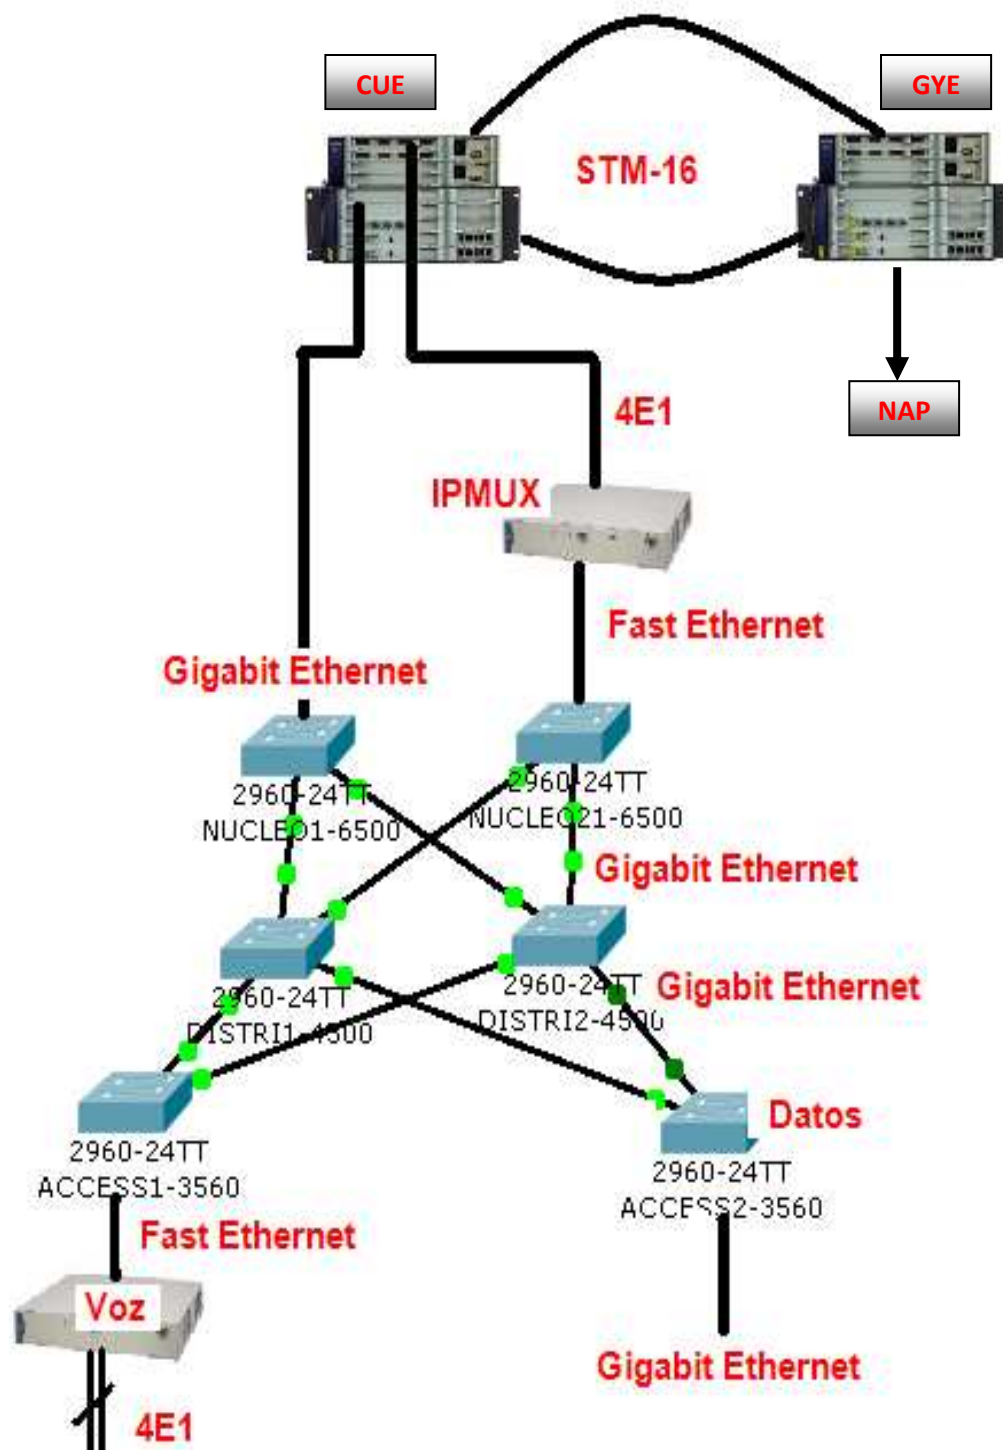 CUE
GYE
STM-16
NAP
4E1
IPMUX
Fast Ethernet
Gigabit Ethernet
2960-24TT
NUCLEO1-6500
2960-24TT
NUCLEO21-6500
Gigabit Ethernet
2960-24TT
DISTRI1-4500
2960-24TT
DISTRI2-4500
Gigabit Ethernet
2960-24TT
ACCESS1-3560
Datos
2960-24TT
ACCESS2-3560
Fast Ethernet
Voz
Gigabit Ethernet
4E1